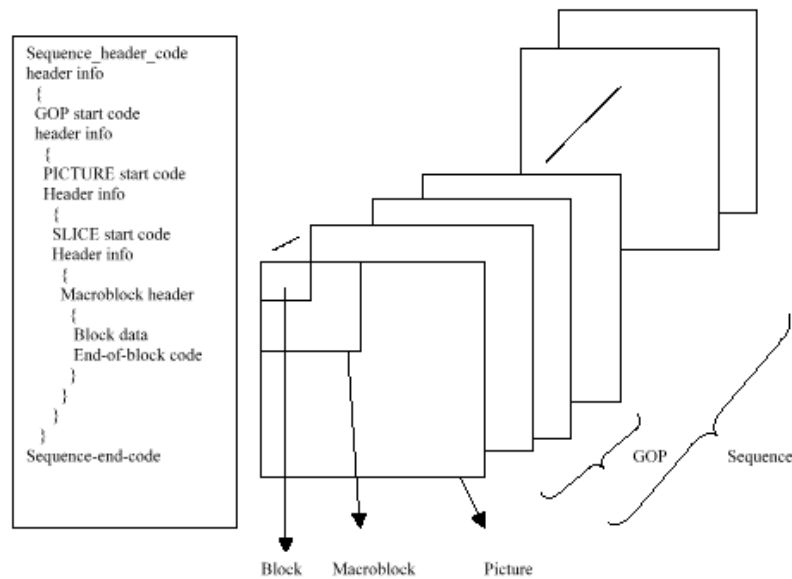 Sequence_header_code
header info
{
GOP start code
header info
{
PICTURE start code
Header info
{
SLICE start code
Header info
{
Macroblock header
{
Block data
End-of-block code
}
}
}
}
Sequence-end-code
GOP
Sequence
Block
Macroblock
Picture